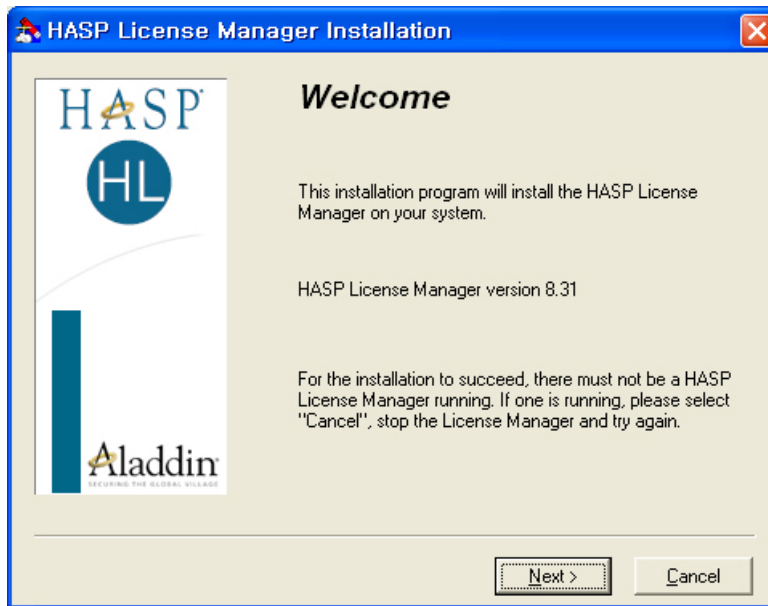 HASP License Manager Installation
HASP
HL
Welcome
This installation program will install the HASP License
Manager on your system.
HASP License Manager version 8.31
For the installation to succeed, there must not be a HASP
License Manager running. If one is running, please select
"Cancel", stop the License Manager and try again.
Aladdin
SECURING THE GLOBAL VILLAGE
Next >
Cancel